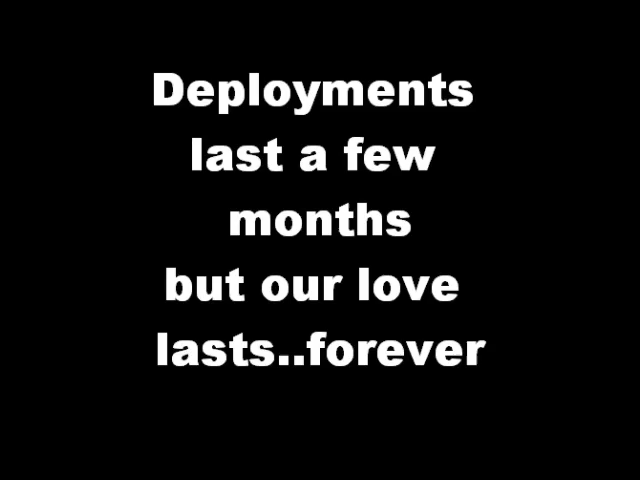 Deployments
last a few
months
but our love
lasts..forever